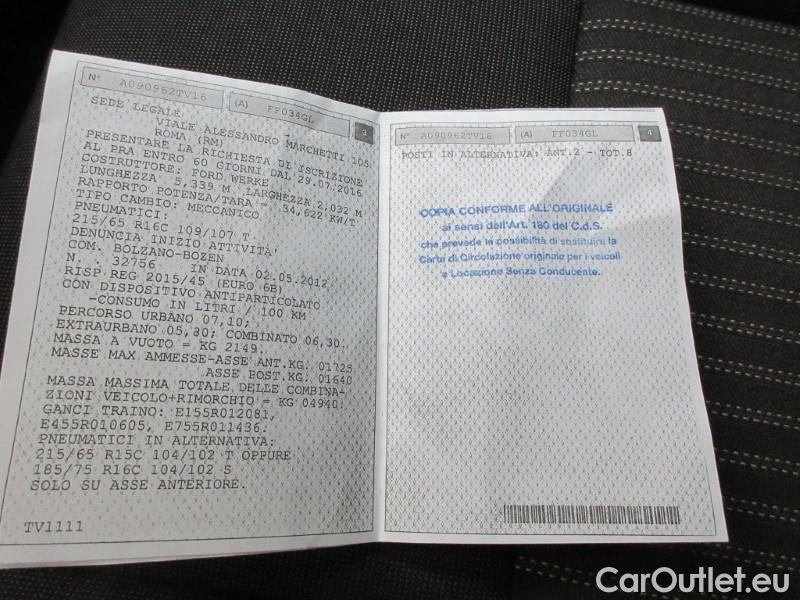 N° A090962TV16 (A) FF034GL 3
SEDE LEGALE
VIALE ALESSANDRO MARCHETTI 105
ROMA (RM)
PRESENTARE LA RICHIESTA DI ISCRIZIONE
AL PRA ENTRO 60 GIORNI DAL 29.07.2016
COSTRUTTORE: FORD WERKE
LUNGHEZZA 5,339 M. LARGHEZZA 2,032 M
RAPPORTO POTENZA/TARA = 54,622 KW/T
TIPO CAMBIO: MECCANICO
PNEUMATICI:
215/65 R16C 109/107 T
DENUNCIA INIZIO ATTIVITA'
COM. BOLZANO-BOZEN
N. : 32756 IN DATA 02.05.2012
RISP REG 2015/45 (EURO 6B)
CON DISPOSITIVO ANTIPARTICOLATO
-CONSUMO IN LITRI / 100 KM
PERCORSO URBANO 07,10;
EXTRAURBANO 05,30; COMBINATO 06,30.
MASSA A VUOTO = KG 2149.
MASSE MAX AMMESSE-ASSE ANT.KG. 01725
ASSE POST.KG. 01640
MASSA MASSIMA TOTALE DELLE COMBINA-
ZIONI VEICOLO+RIMORCHIO = KG 04940.
GANCI TRAINO: E155R012081,
E455R010605, E755R011436.
PNEUMATICI IN ALTERNATIVA:
215/65 R15C 104/102 T OPPURE
185/75 R16C 104/102 S
SOLO SU ASSE ANTERIORE.
TV1111
N° A090962TV16 (A) FF034GL 4
POSTI IN ALTERNATIVA: ANT.2 - TOT.8
COPIA CONFORME ALL'ORIGINALE
ai sensi dell'Art. 180 del C.d.S.
che prevede la possibilità di sostituire la
Carta di Circolazione originale per i veicoli
a Locazione Senza Conducente.
CarOutlet.eu